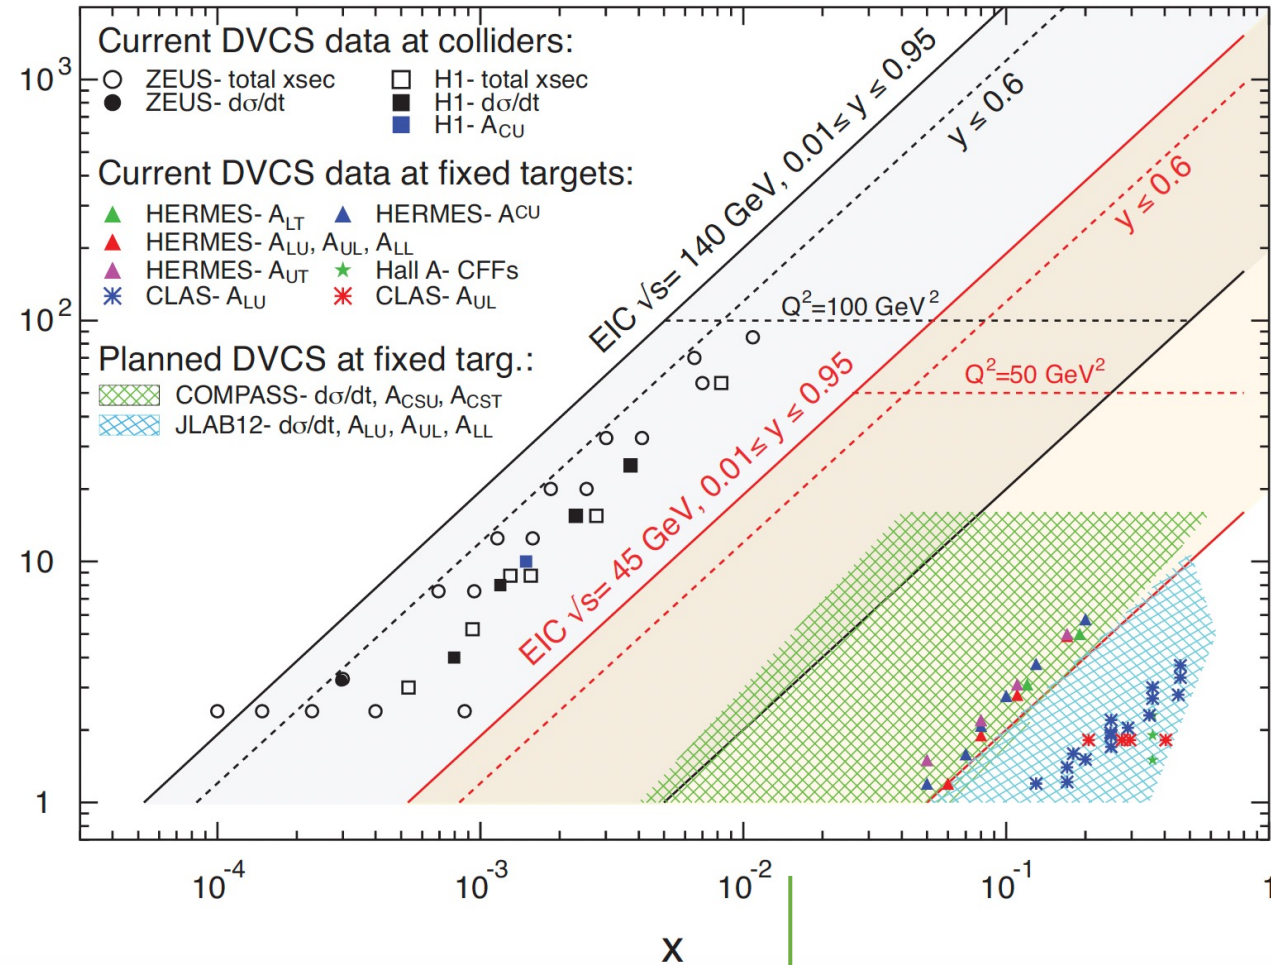 Current DVCS data at colliders:
ZEUS- total xsec H1- total xsec
ZEUS- dσ/dt H1- dσ/dt
H1- A_CU
Current DVCS data at fixed targets:
HERMES- A_LT HERMES- A^CU
HERMES- A_LU, A_UL, A_LL
HERMES- A_UT Hall A- CFFs
CLAS- A_LU CLAS- A_UL
Planned DVCS at fixed targ.:
COMPASS- dσ/dt, A_CSU, A_CST
JLAB12- dσ/dt, A_LU, A_UL, A_LL
EIC √s= 140 GeV, 0.01≤ y ≤ 0.95
y ≤ 0.6
y ≤ 0.6
Q²=100 GeV²
Q²=50 GeV²
EIC √s= 45 GeV, 0.01≤ y ≤ 0.95
10³
10²
10
1
10⁻⁴ 10⁻³ 10⁻² 10⁻¹ 1
x